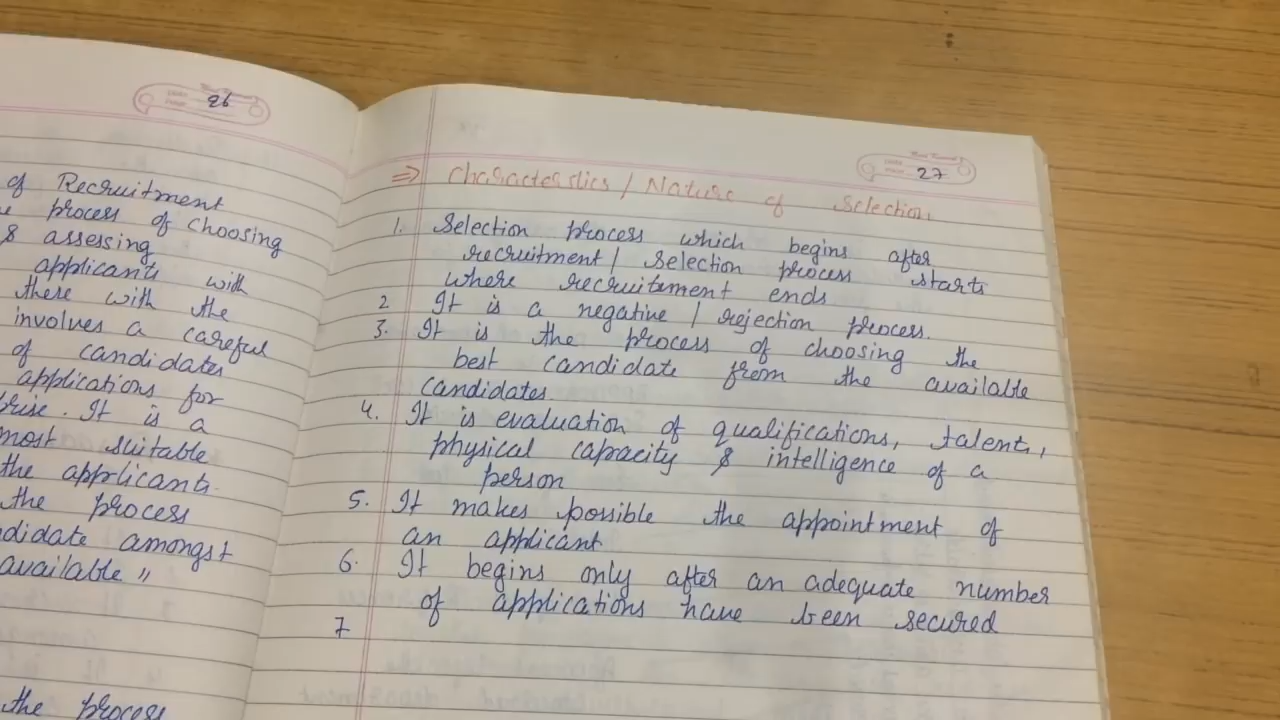 26
of Recruitment
process of choosing
& assessing
applicants with
these with the
involves a careful
of candidates
applications for
It is a
most suitable
the applicants.
the process
amongst
available "
the process
27
⇒ Characteristics / Nature of Selection.
1. Selection process which begins after
recruitment / Selection process starts
where recruitement ends
2 It is a negative / rejection process.
3. It is the process of choosing the
best candidate from the available
candidates.
4. It is evaluation of qualifications, talent,
physical capacity & intelligence of a
person
5. It makes possible the appointment of
an applicant
6. It begins only after an adequate number
of applications have been secured
7